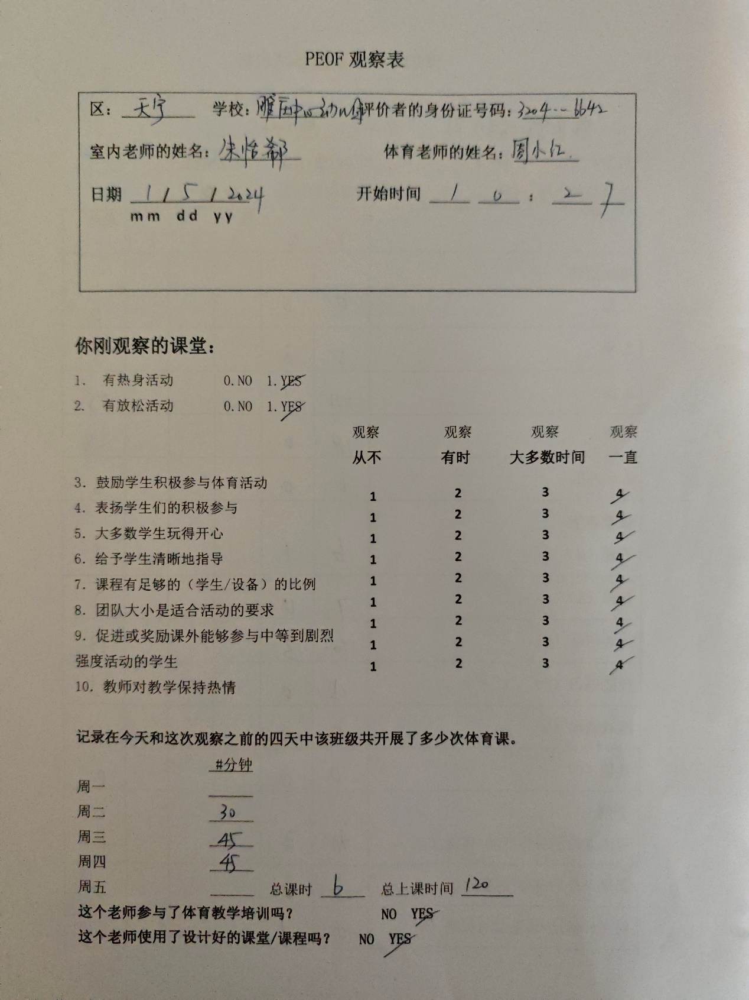 PEOF 观察表
区: 天宁 学校: 雕庄中心幼儿园 评价者的身份证号码: 3204...6642
室内老师的姓名: 朱恬 体育老师的姓名: 周小红.
日期 1 / 5 / 2024 开始时间 1 0 : 2 7
mm dd yy
你刚观察的课堂:
1. 有热身活动 0.NO 1.YES
2. 有放松活动 0.NO 1.YES
观察 观察 观察 观察
从不 有时 大多数时间 一直
3. 鼓励学生积极参与体育活动 1 2 3 4
4. 表扬学生们的积极参与 1 2 3 4
5. 大多数学生玩得开心 1 2 3 4
6. 给予学生清晰地指导 1 2 3 4
7. 课程有足够的（学生/设备）的比例 1 2 3 4
8. 团队大小是适合活动的要求 1 2 3 4
9. 促进或奖励课外能够参与中等到剧烈 1 2 3 4
强度活动的学生 1 2 3 4
10. 教师对教学保持热情 1 2 3 4
记录在今天和这次观察之前的四天中该班级共开展了多少次体育课。
#分钟
周一
周二 30
周三 45
周四 45
周五 总课时 6 总上课时间 120
这个老师参与了体育教学培训吗? NO YES
这个老师使用了设计好的课堂/课程吗? NO YES